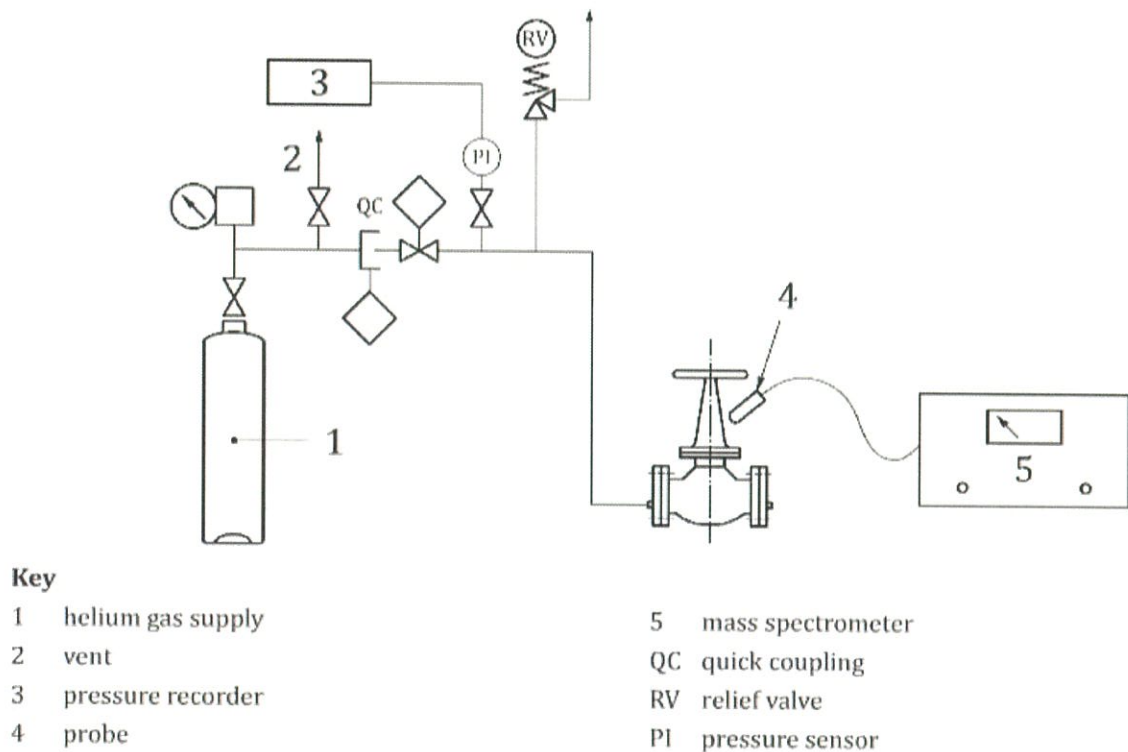 RV
3
2
PI
QC
4
1
5
Key
1 helium gas supply
2 vent
3 pressure recorder
4 probe
5 mass spectrometer
QC quick coupling
RV relief valve
PI pressure sensor